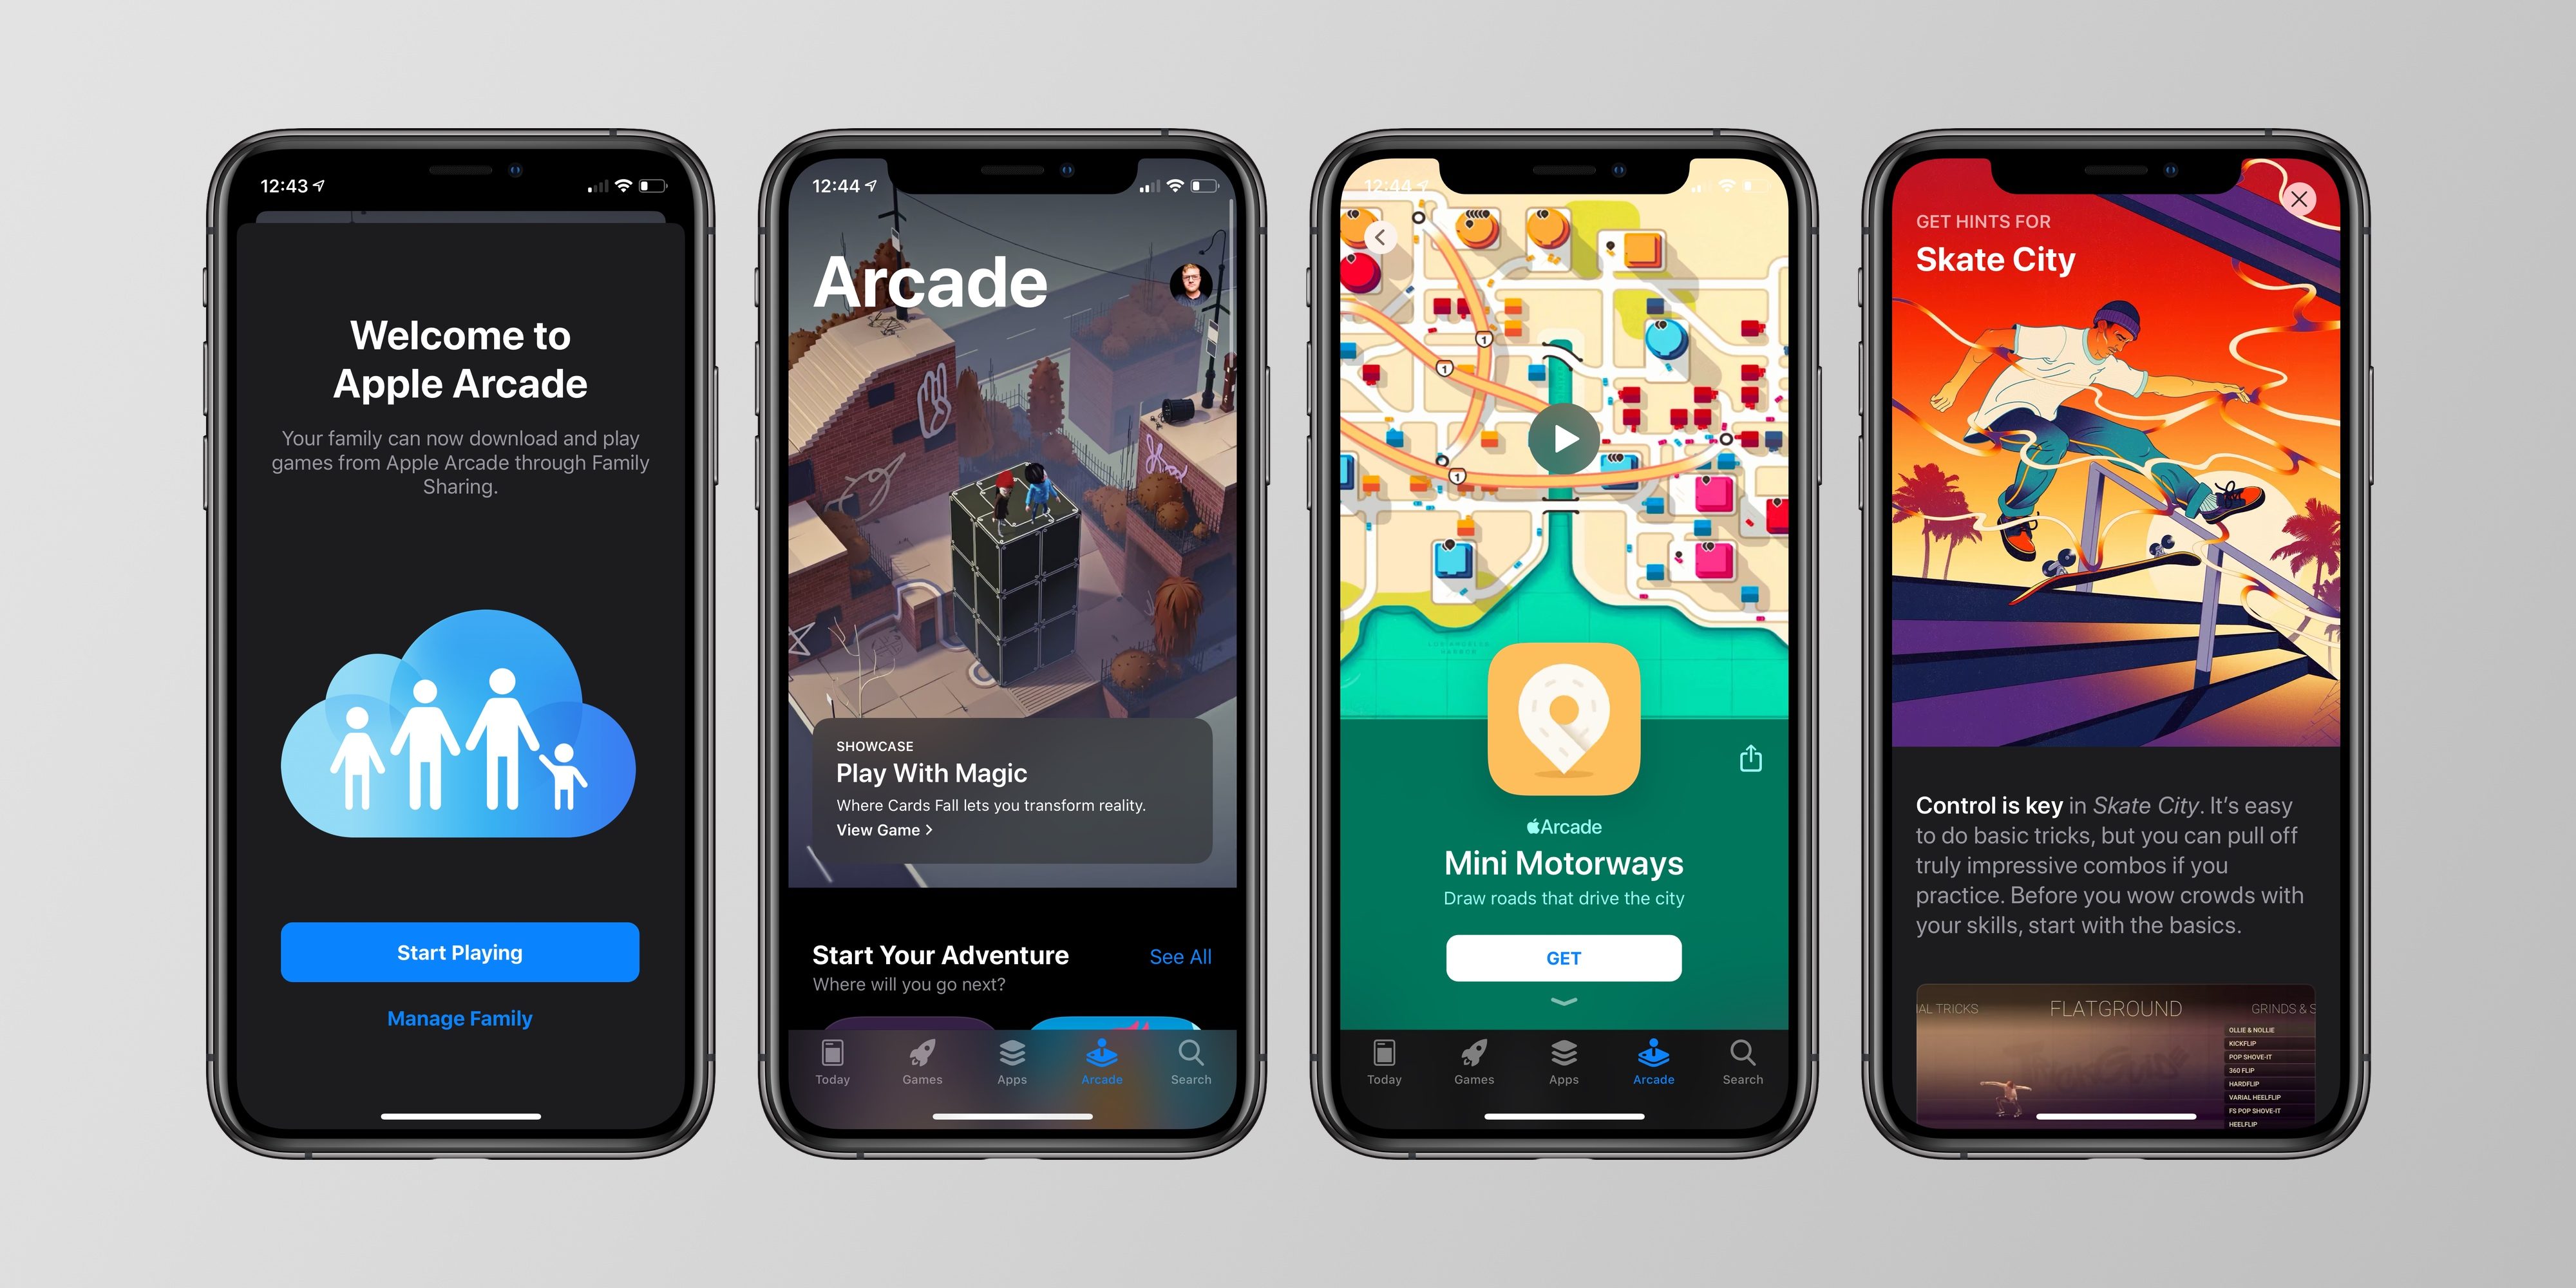 12:43
Welcome to
Apple Arcade
Your family can now download and play
games from Apple Arcade through Family
Sharing.
Start Playing
Manage Family
12:44
Arcade
SHOWCASE
Play With Magic
Where Cards Fall lets you transform reality.
View Game
Start Your Adventure
See All
Where will you go next?
Today
Games
Apps
Arcade
Search
12:44
1
1
1
Arcade
Mini Motorways
Draw roads that drive the city
GET
Today
Games
Apps
Arcade
Search
GET HINTS FOR
Skate City
Control is key in Skate City. It's easy
to do basic tricks, but you can pull off
truly impressive combos if you
practice. Before you wow crowds with
your skills, start with the basics.
IAL TRICKS
FLATGROUND
GRINDS & S
OLLIE & NOLLIE
KICKFLIP
POP SHOVE-IT
360 FLIP
HARDFLIP
VARIAL HEELFLIP
FS POP SHOVE-IT
HEELFLIP